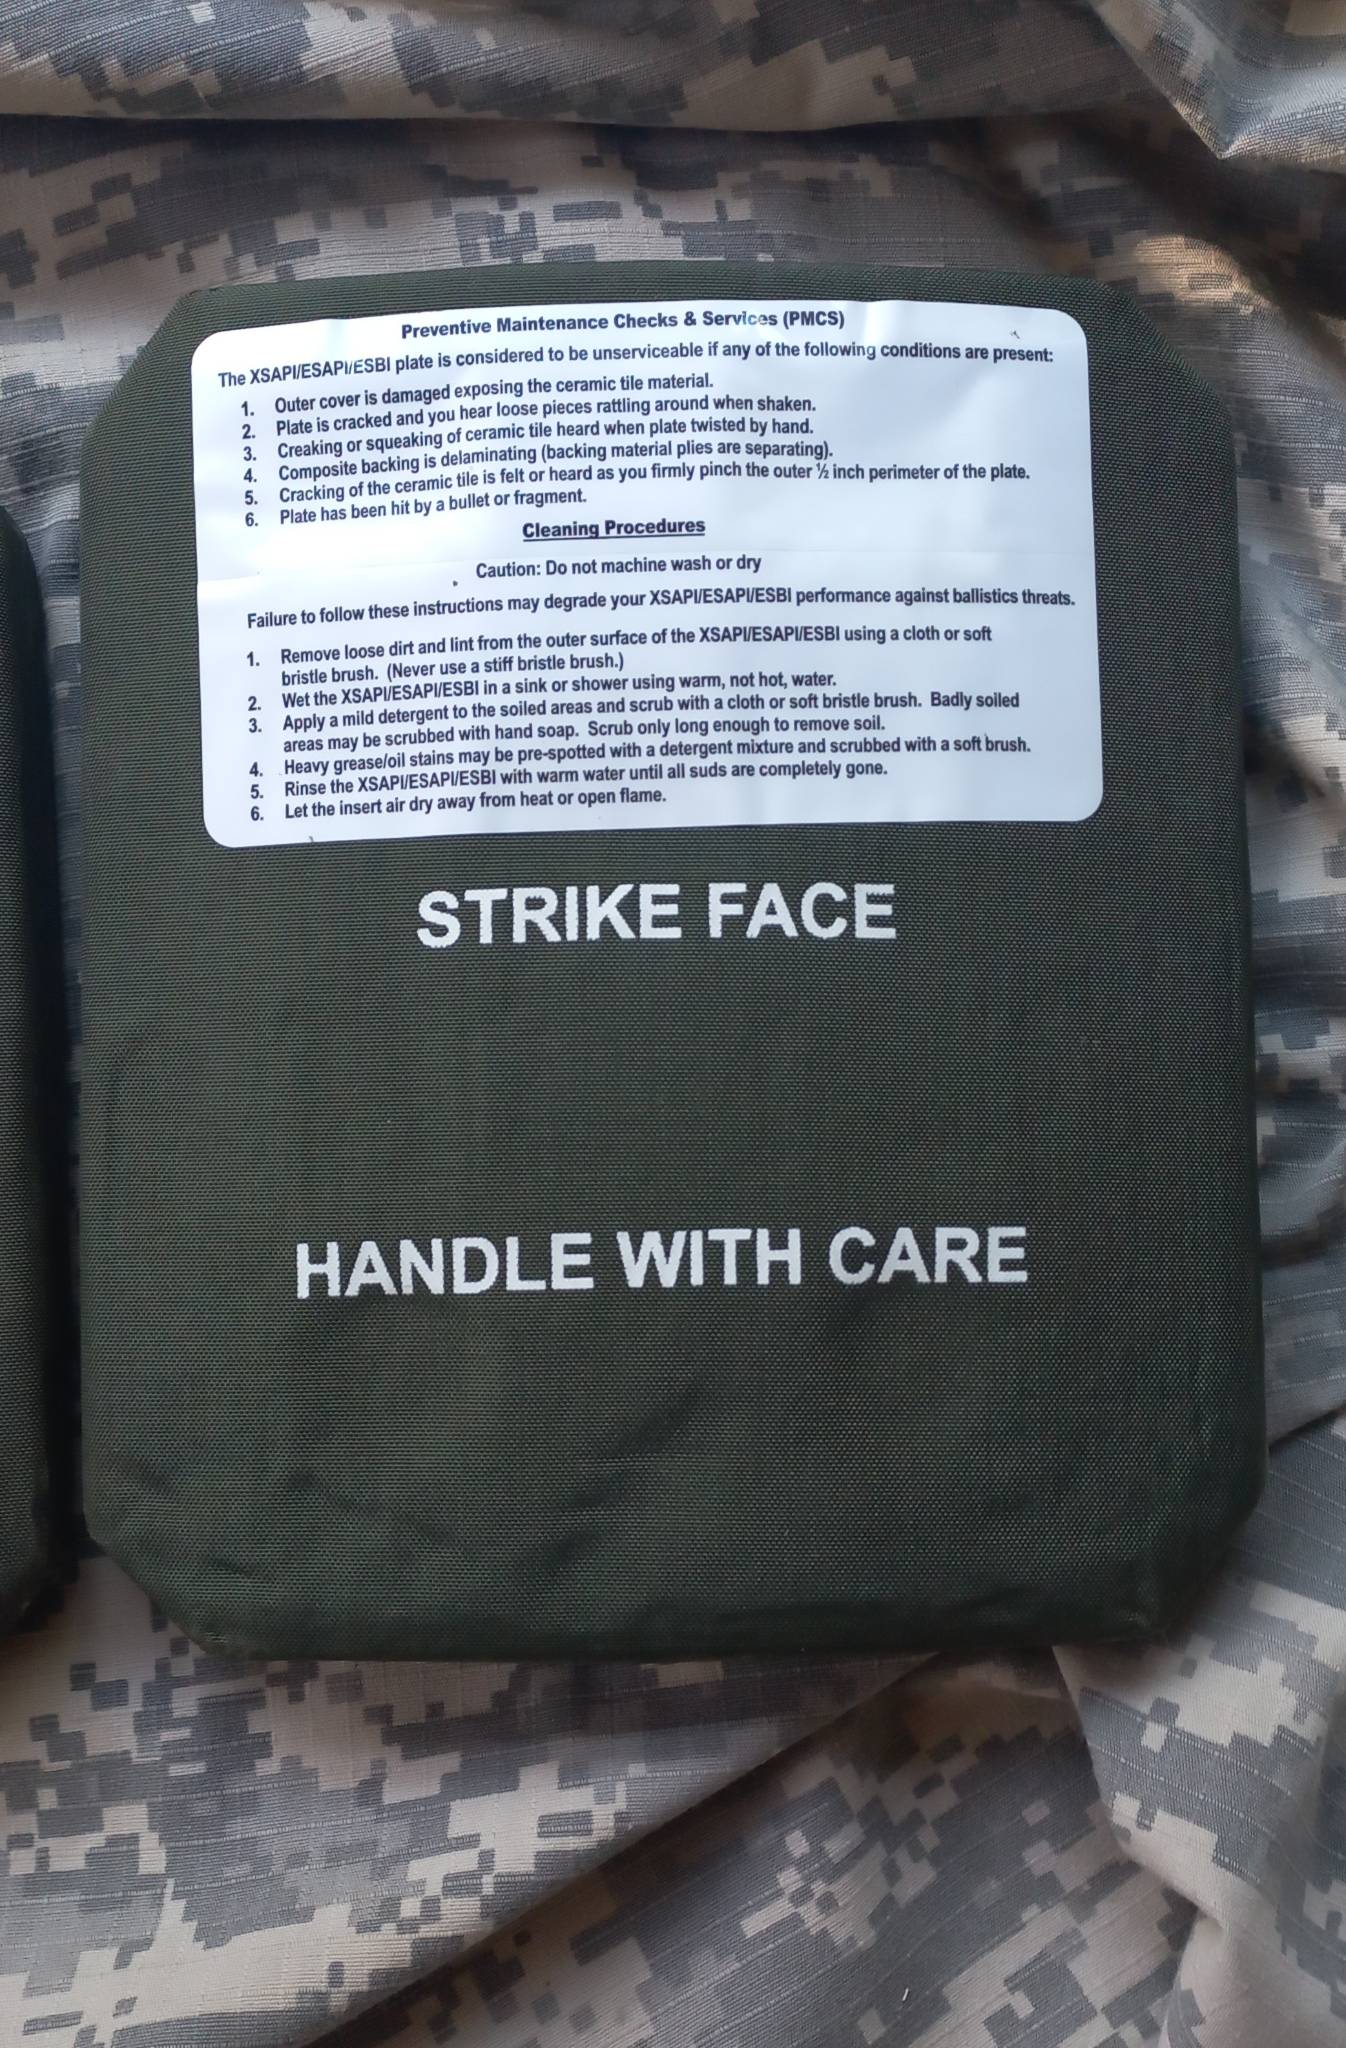 Preventive Maintenance Checks & Services (PMCS)
The XSAPI/ESAPI/ESBI plate is considered to be unserviceable if any of the following conditions are present:
1. Outer cover is damaged exposing the ceramic tile material.
2. Plate is cracked and you hear loose pieces rattling around when shaken.
3. Creaking or squeaking of ceramic tile heard when plate twisted by hand.
4. Composite backing is delaminating (backing material plies are separating).
5. Cracking of the ceramic tile is felt or heard as you firmly pinch the outer ½ inch perimeter of the plate.
6. Plate has been hit by a bullet or fragment.
Cleaning Procedures
Caution: Do not machine wash or dry
Failure to follow these instructions may degrade your XSAPI/ESAPI/ESBI performance against ballistics threats.
1. Remove loose dirt and lint from the outer surface of the XSAPI/ESAPI/ESBI using a cloth or soft
bristle brush. (Never use a stiff bristle brush.)
2. Wet the XSAPI/ESAPI/ESBI in a sink or shower using warm, not hot, water.
3. Apply a mild detergent to the soiled areas and scrub with a cloth or soft bristle brush. Badly soiled
areas may be scrubbed with hand soap. Scrub only long enough to remove soil.
4. Heavy grease/oil stains may be pre-spotted with a detergent mixture and scrubbed with a soft brush.
5. Rinse the XSAPI/ESAPI/ESBI with warm water until all suds are completely gone.
6. Let the insert air dry away from heat or open flame.
STRIKE FACE
HANDLE WITH CARE